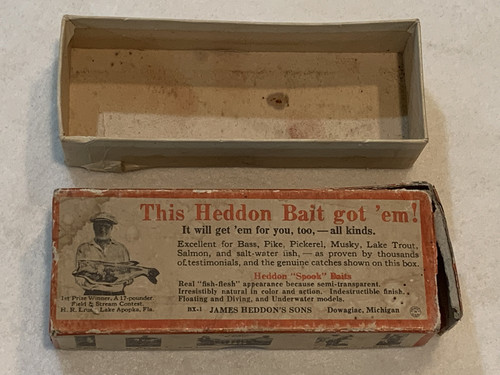 This Heddon Bait got 'em!
It will get 'em for you, too, — all kinds.
Excellent for Bass, Pike, Pickerel, Musky, Lake Trout,
Salmon, and salt-water fish, — as proven by thousands
of testimonials, and the genuine catches shown on this box.
Heddon "Spook" Baits
Real "fish-flesh" appearance because semi-transparent.
Irresistibly natural in color and action. Indestructible finish.
Floating and Diving, and Underwater models.
BX-1 JAMES HEDDON'S SONS Dowagiac, Michigan
1st Prize Winner, A 17-pounder
Field & Stream Contest.
H. R. Lake Apopka, Fla.